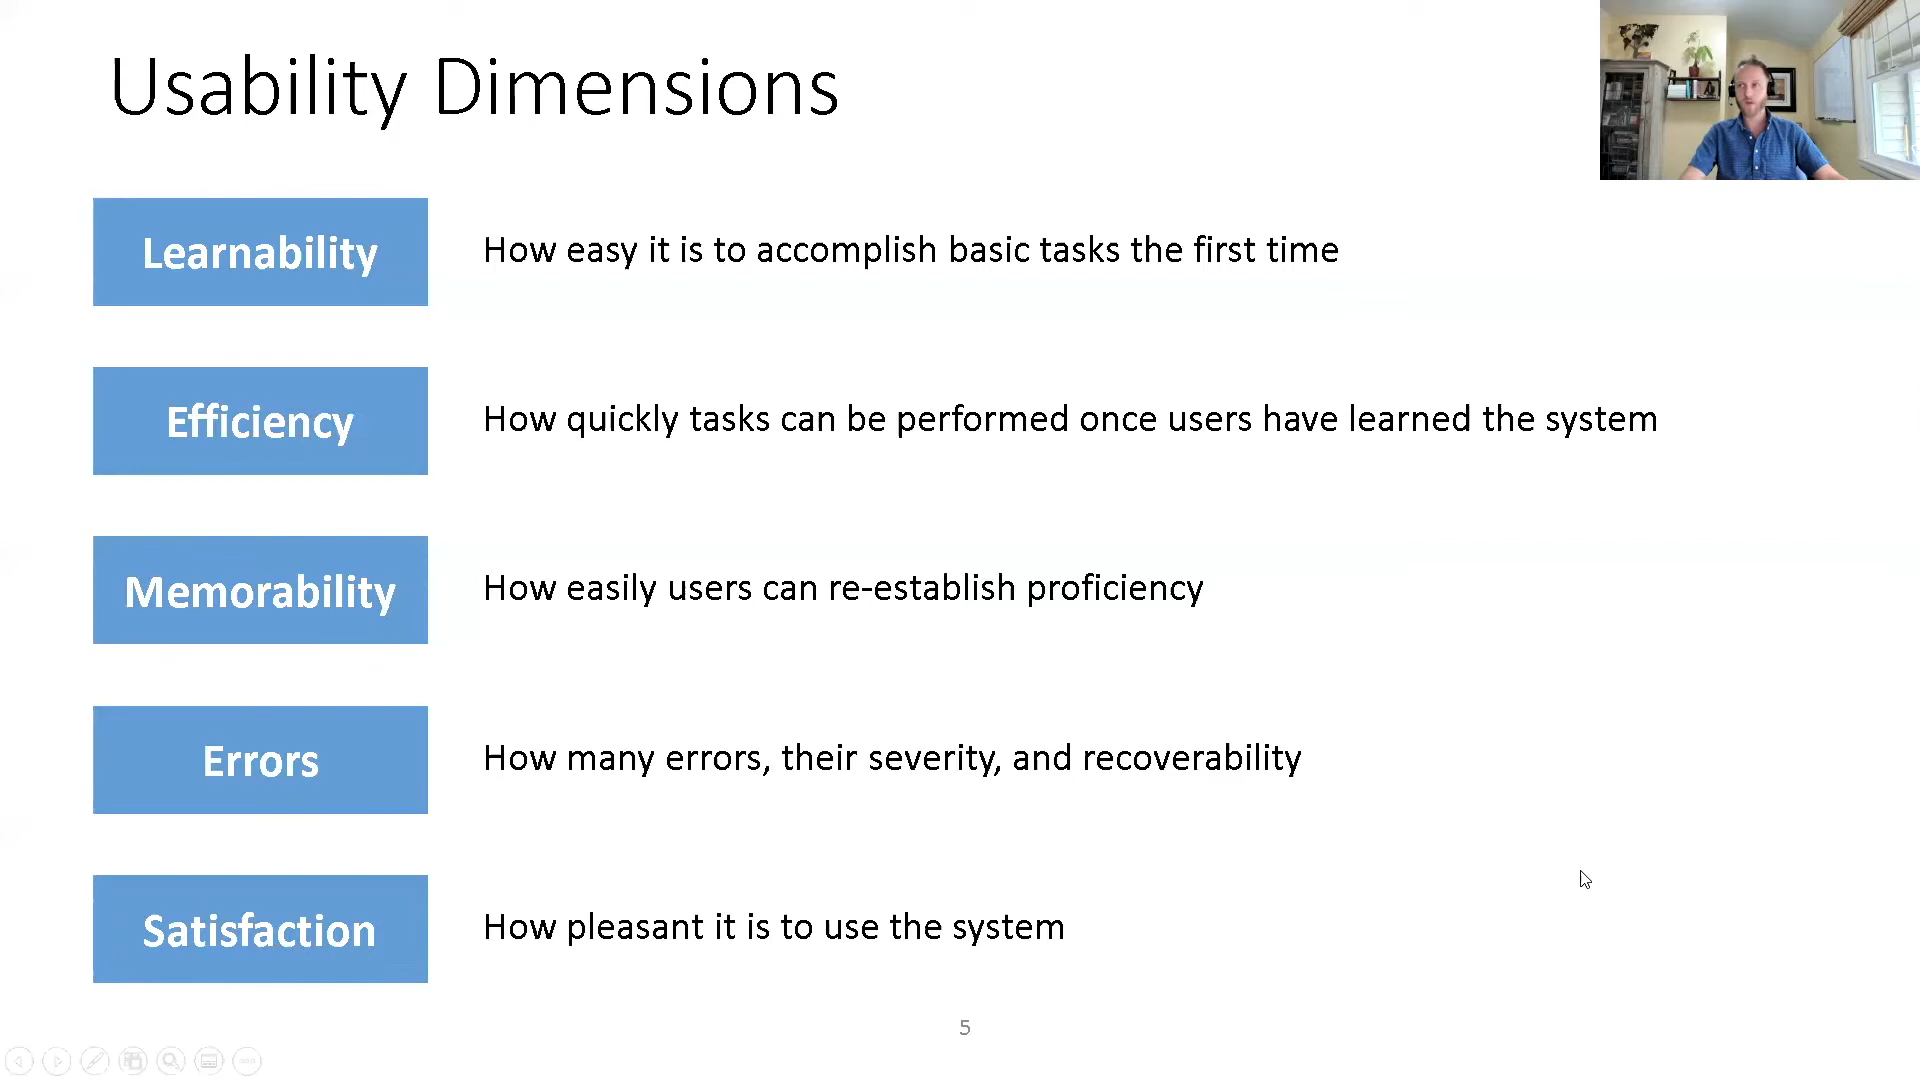 Usability Dimensions
Learnability
How easy it is to accomplish basic tasks the first time
Efficiency
How quickly tasks can be performed once users have learned the system
Memorability
How easily users can re-establish proficiency
Errors
How many errors, their severity, and recoverability
Satisfaction
How pleasant it is to use the system
5